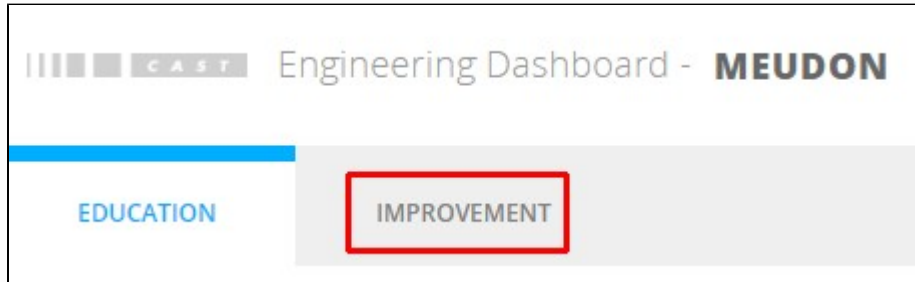 CAST Engineering Dashboard - MEUDON
EDUCATION IMPROVEMENT